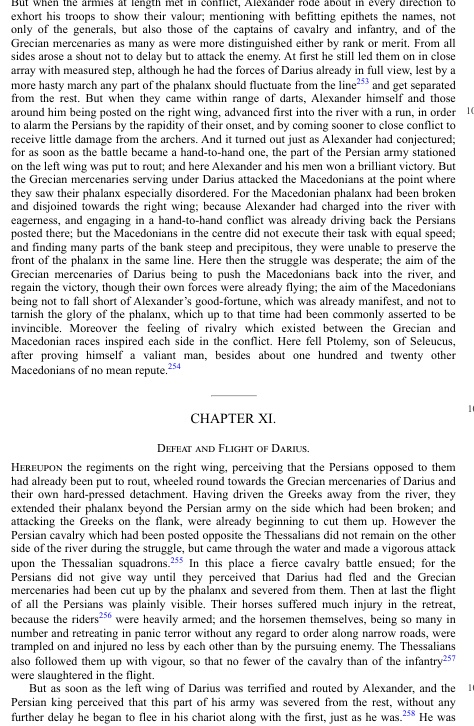 But when the armies at length met in conflict, Alexander rode about in every direction to
exhort his troops to show their valour; mentioning with befitting epithets the names, not
only of the generals, but also those of the captains of cavalry and infantry, and of the
Grecian mercenaries as many as were more distinguished either by rank or merit. From all
sides arose a shout not to delay but to attack the enemy. At first he still led them on in close
array with measured step, although he had the forces of Darius already in full view, lest by a
more hasty march any part of the phalanx should fluctuate from the line253 and get separated
from the rest. But when they came within range of darts, Alexander himself and those
around him being posted on the right wing, advanced first into the river with a run, in order
to alarm the Persians by the rapidity of their onset, and by coming sooner to close conflict to
receive little damage from the archers. And it turned out just as Alexander had conjectured;
for as soon as the battle became a hand-to-hand one, the part of the Persian army stationed
on the left wing was put to rout; and here Alexander and his men won a brilliant victory. But
the Grecian mercenaries serving under Darius attacked the Macedonians at the point where
they saw their phalanx especially disordered. For the Macedonian phalanx had been broken
and disjoined towards the right wing; because Alexander had charged into the river with
eagerness, and engaging in a hand-to-hand conflict was already driving back the Persians
posted there; but the Macedonians in the centre did not execute their task with equal speed;
and finding many parts of the bank steep and precipitous, they were unable to preserve the
front of the phalanx in the same line. Here then the struggle was desperate; the aim of the
Grecian mercenaries of Darius being to push the Macedonians back into the river, and
regain the victory, though their own forces were already flying; the aim of the Macedonians
being not to fall short of Alexander's good-fortune, which was already manifest, and not to
tarnish the glory of the phalanx, which up to that time had been commonly asserted to be
invincible. Moreover the feeling of rivalry which existed between the Grecian and
Macedonian races inspired each side in the conflict. Here fell Ptolemy, son of Seleucus,
after proving himself a valiant man, besides about one hundred and twenty other
Macedonians of no mean repute.254
CHAPTER XI.
Defeat and Flight of Darius.
Hereupon the regiments on the right wing, perceiving that the Persians opposed to them
had already been put to rout, wheeled round towards the Grecian mercenaries of Darius and
their own hard-pressed detachment. Having driven the Greeks away from the river, they
extended their phalanx beyond the Persian army on the side which had been broken; and
attacking the Greeks on the flank, were already beginning to cut them up. However the
Persian cavalry which had been posted opposite the Thessalians did not remain on the other
side of the river during the struggle, but came through the water and made a vigorous attack
upon the Thessalian squadrons.255 In this place a fierce cavalry battle ensued; for the
Persians did not give way until they perceived that Darius had fled and the Grecian
mercenaries had been cut up by the phalanx and severed from them. Then at last the flight
of all the Persians was plainly visible. Their horses suffered much injury in the retreat,
because the riders256 were heavily armed; and the horsemen themselves, being so many in
number and retreating in panic terror without any regard to order along narrow roads, were
trampled on and injured no less by each other than by the pursuing enemy. The Thessalians
also followed them up with vigour, so that no fewer of the cavalry than of the infantry257
were slaughtered in the flight.
But as soon as the left wing of Darius was terrified and routed by Alexander, and the
Persian king perceived that this part of his army was severed from the rest, without any
further delay he began to flee in his chariot along with the first, just as he was.258 He was